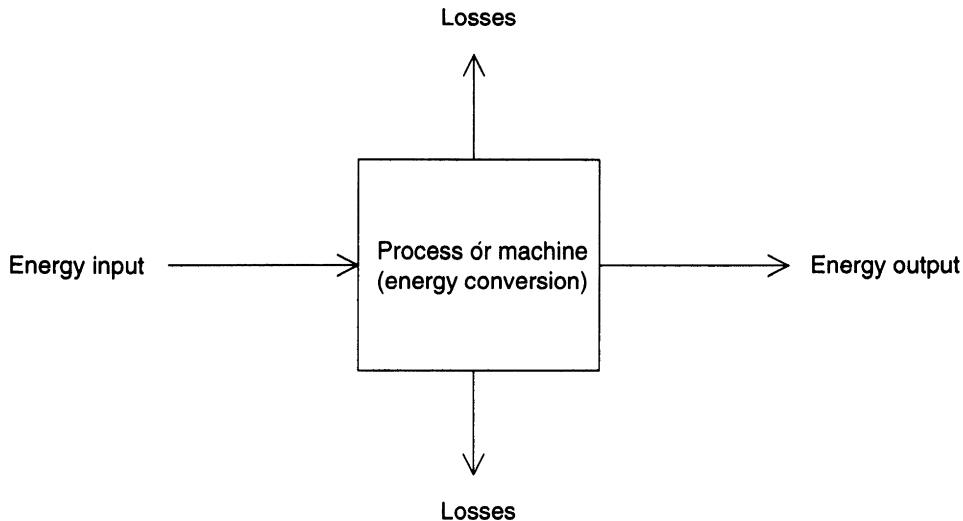 Losses
Energy input
Process ór machine
(energy conversion)
Energy output
Losses